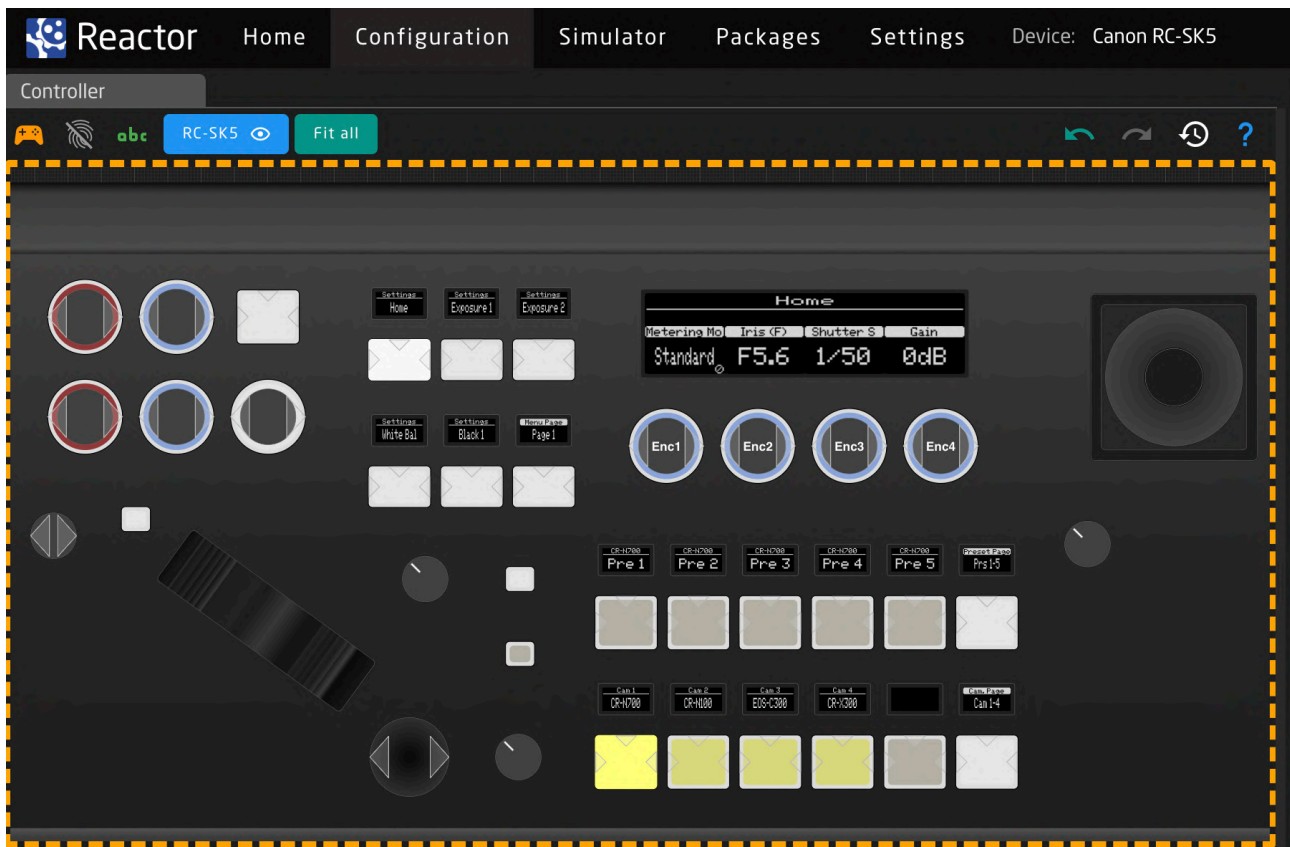 Reactor Home Configuration Simulator Packages Settings Device: Canon RC-SK5
Controller
abc RC-SK5 Fit all ?
Settings Settings Settings
Home Exposure 1 Exposure 2
Home
Metering Mo Iris (F) Shutter S Gain
Standard F5.6 1/50 0dB
Settings Settings Menu Page
White Bal Black 1 Page 1
Enc1 Enc2 Enc3 Enc4
CR-N700 CR-N700 CR-N700 CR-N700 CR-N700 Preset Page
Pre 1 Pre 2 Pre 3 Pre 4 Pre 5 Prs 1-5
Cam 1 Cam 2 Cam 3 Cam 4 Cam. Page
CR-N700 CR-N100 EOS-C300 CR-X300 Cam 1-4